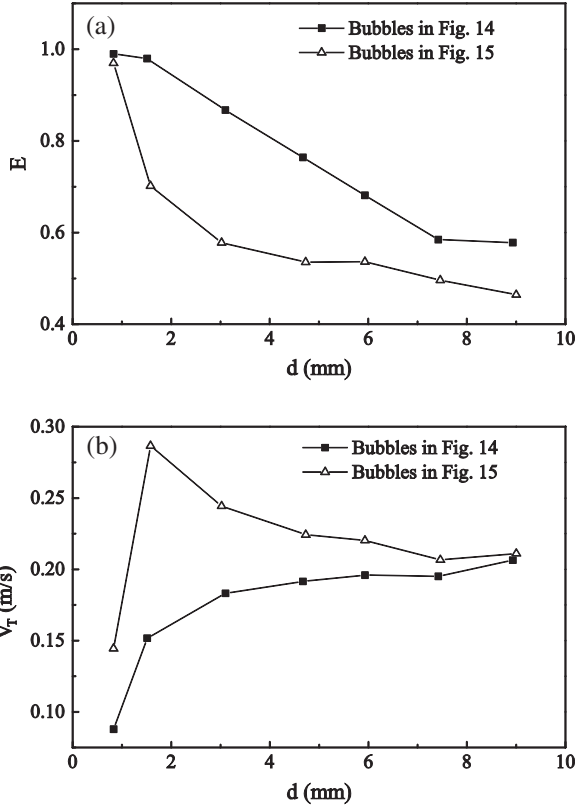 (a)
Bubbles in Fig. 14
Bubbles in Fig. 15
1.0
0.8
0.6
0.4
E
0 2 4 6 8 10
d (mm)
(b)
Bubbles in Fig. 14
Bubbles in Fig. 15
0.30
0.25
0.20
0.15
0.10
V_T (m/s)
0 2 4 6 8 10
d (mm)